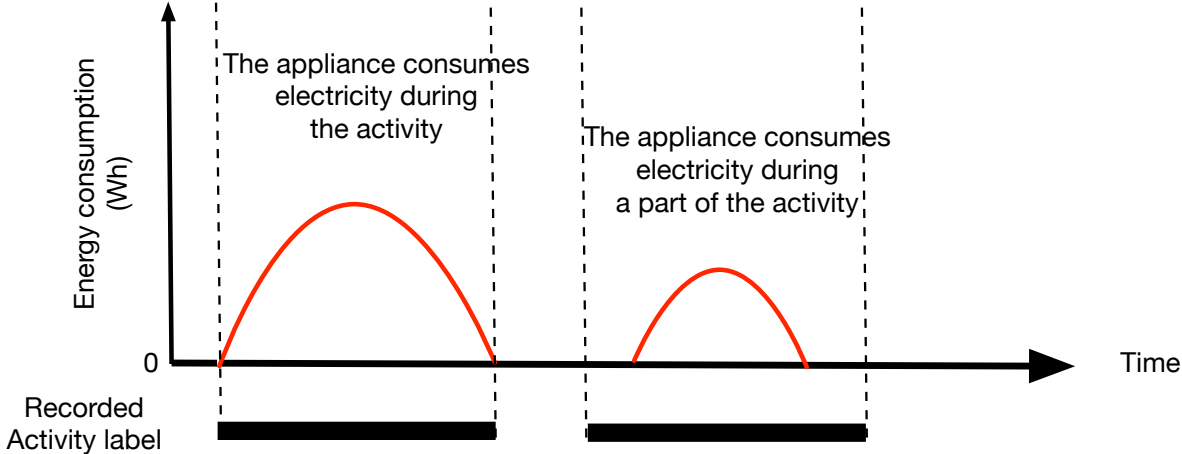 Energy consumption
(Wh)
The appliance consumes
electricity during
the activity
The appliance consumes
electricity during
a part of the activity
0
Time
Recorded
Activity label